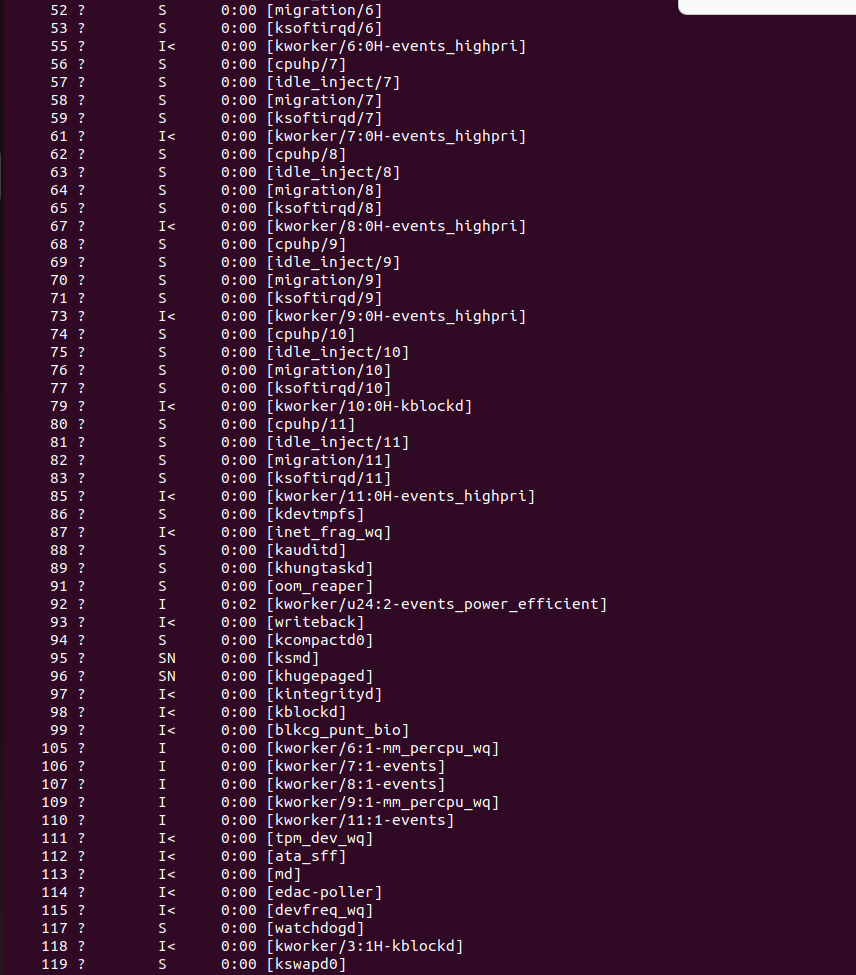 52 ? S 0:00 [migration/6]
53 ? S 0:00 [ksoftirqd/6]
55 ? I< 0:00 [kworker/6:0H-events_highpri]
56 ? S 0:00 [cpuhp/7]
57 ? S 0:00 [idle_inject/7]
58 ? S 0:00 [migration/7]
59 ? S 0:00 [ksoftirqd/7]
61 ? I< 0:00 [kworker/7:0H-events_highpri]
62 ? S 0:00 [cpuhp/8]
63 ? S 0:00 [idle_inject/8]
64 ? S 0:00 [migration/8]
65 ? S 0:00 [ksoftirqd/8]
67 ? I< 0:00 [kworker/8:0H-events_highpri]
68 ? S 0:00 [cpuhp/9]
69 ? S 0:00 [idle_inject/9]
70 ? S 0:00 [migration/9]
71 ? S 0:00 [ksoftirqd/9]
73 ? I< 0:00 [kworker/9:0H-events_highpri]
74 ? S 0:00 [cpuhp/10]
75 ? S 0:00 [idle_inject/10]
76 ? S 0:00 [migration/10]
77 ? S 0:00 [ksoftirqd/10]
79 ? I< 0:00 [kworker/10:0H-kblockd]
80 ? S 0:00 [cpuhp/11]
81 ? S 0:00 [idle_inject/11]
82 ? S 0:00 [migration/11]
83 ? S 0:00 [ksoftirqd/11]
85 ? I< 0:00 [kworker/11:0H-events_highpri]
86 ? S 0:00 [kdevtmpfs]
87 ? I< 0:00 [inet_frag_wq]
88 ? S 0:00 [kauditd]
89 ? S 0:00 [khungtaskd]
91 ? S 0:00 [oom_reaper]
92 ? I 0:02 [kworker/u24:2-events_power_efficient]
93 ? I< 0:00 [writeback]
94 ? S 0:00 [kcompactd0]
95 ? SN 0:00 [ksmd]
96 ? SN 0:00 [khugepaged]
97 ? I< 0:00 [kintegrityd]
98 ? I< 0:00 [kblockd]
99 ? I< 0:00 [blkcg_punt_bio]
105 ? I 0:00 [kworker/6:1-mm_percpu_wq]
106 ? I 0:00 [kworker/7:1-events]
107 ? I 0:00 [kworker/8:1-events]
109 ? I 0:00 [kworker/9:1-mm_percpu_wq]
110 ? I 0:00 [kworker/11:1-events]
111 ? I< 0:00 [tpm_dev_wq]
112 ? I< 0:00 [ata_sff]
113 ? I< 0:00 [md]
114 ? I< 0:00 [edac-poller]
115 ? I< 0:00 [devfreq_wq]
117 ? S 0:00 [watchdogd]
118 ? I< 0:00 [kworker/3:1H-kblockd]
119 ? S 0:00 [kswapd0]